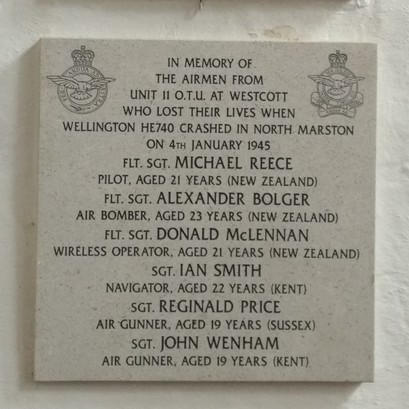 IN MEMORY OF
THE AIRMEN FROM
UNIT 11 O.T.U. AT WESTCOTT
WHO LOST THEIR LIVES WHEN
WELLINGTON HE740 CRASHED IN NORTH MARSTON
ON 4TH JANUARY 1945
FLT. SGT. MICHAEL REECE
PILOT, AGED 21 YEARS (NEW ZEALAND)
FLT. SGT. ALEXANDER BOLGER
AIR BOMBER, AGED 23 YEARS (NEW ZEALAND)
FLT. SGT. DONALD McLENNAN
WIRELESS OPERATOR, AGED 21 YEARS (NEW ZEALAND)
SGT. IAN SMITH
NAVIGATOR, AGED 22 YEARS (KENT)
SGT. REGINALD PRICE
AIR GUNNER, AGED 19 YEARS (SUSSEX)
SGT. JOHN WENHAM
AIR GUNNER, AGED 19 YEARS (KENT)